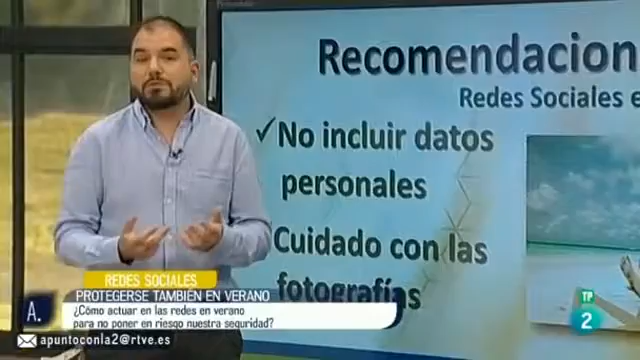 Recomendacion
Redes Sociales e
✓No incluir datos
personales
Cuidado con las
fotografías
REDES SOCIALES
PROTEGERSE TAMBIÉN EN VERANO
A.
¿Cómo actuar en las redes en verano
para no poner en riesgo nuestra seguridad?
apuntoconla2@rtve.es
TP
2